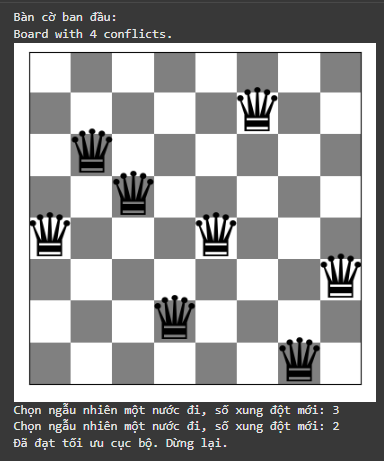 Bàn cờ ban đầu:
Board with 4 conflicts.
Chọn ngẫu nhiên một nước đi, số xung đột mới: 3
Chọn ngẫu nhiên một nước đi, số xung đột mới: 2
Đã đạt tối ưu cục bộ. Dừng lại.